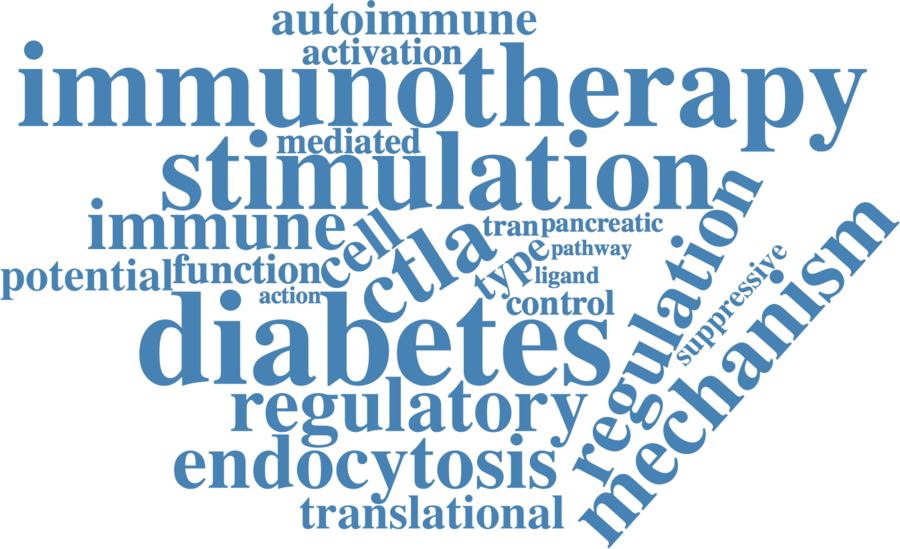 autoimmune
activation
immunotherapy
mediated
stimulation
immune
cell
ctla
tran
pancreatic
type
pathway
potential
function
action
ligand
control
diabetes
regulation
suppressive
mechanism
regulatory
endocytosis
translational